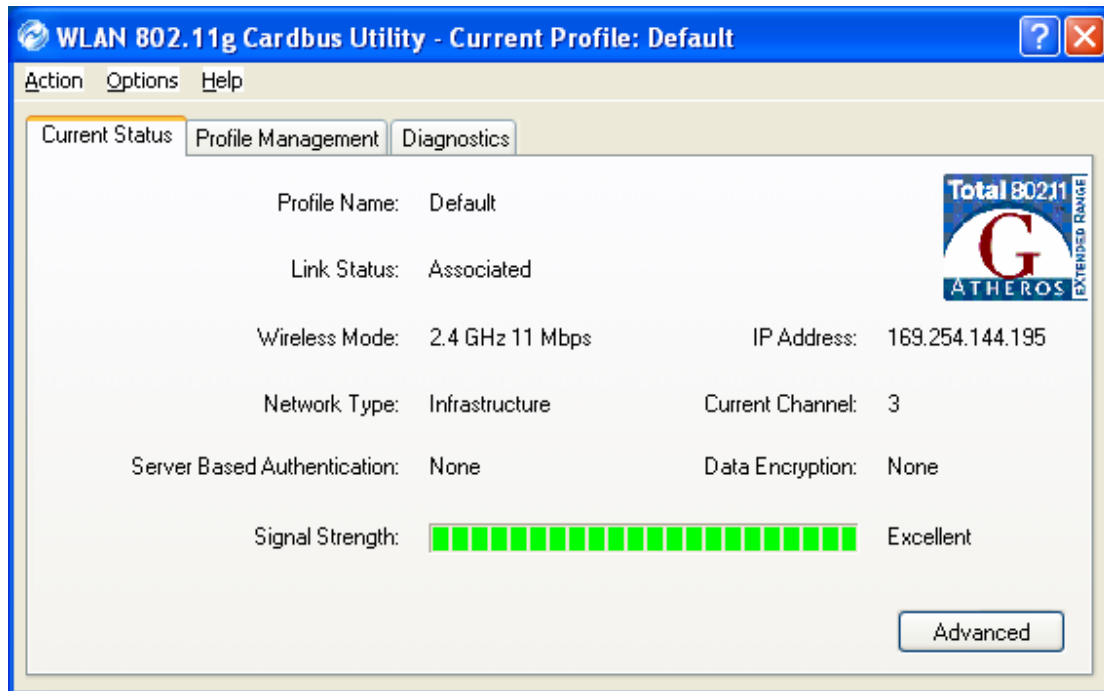 WLAN 802.11g Cardbus Utility - Current Profile: Default
?
Action Options Help
Current Status Profile Management Diagnostics
Total 802.11
G
ATHEROS
EXTENDED RANGE
Profile Name: Default
Link Status: Associated
Wireless Mode: 2.4 GHz 11 Mbps IP Address: 169.254.144.195
Network Type: Infrastructure Current Channel: 3
Server Based Authentication: None Data Encryption: None
Signal Strength: Excellent
Advanced